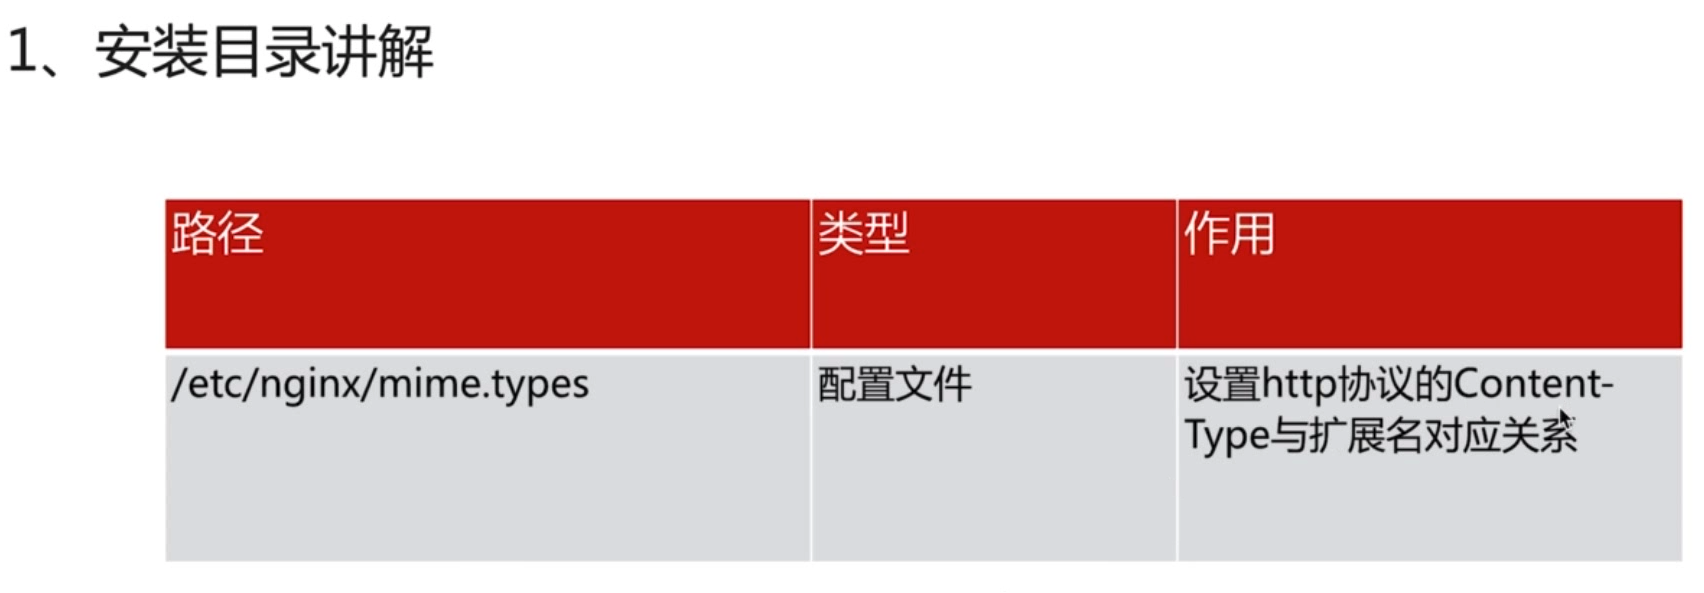 1、安装目录讲解
路径
类型
作用
/etc/nginx/mime.types
配置文件
设置http协议的Content-
Type与扩展名对应关系